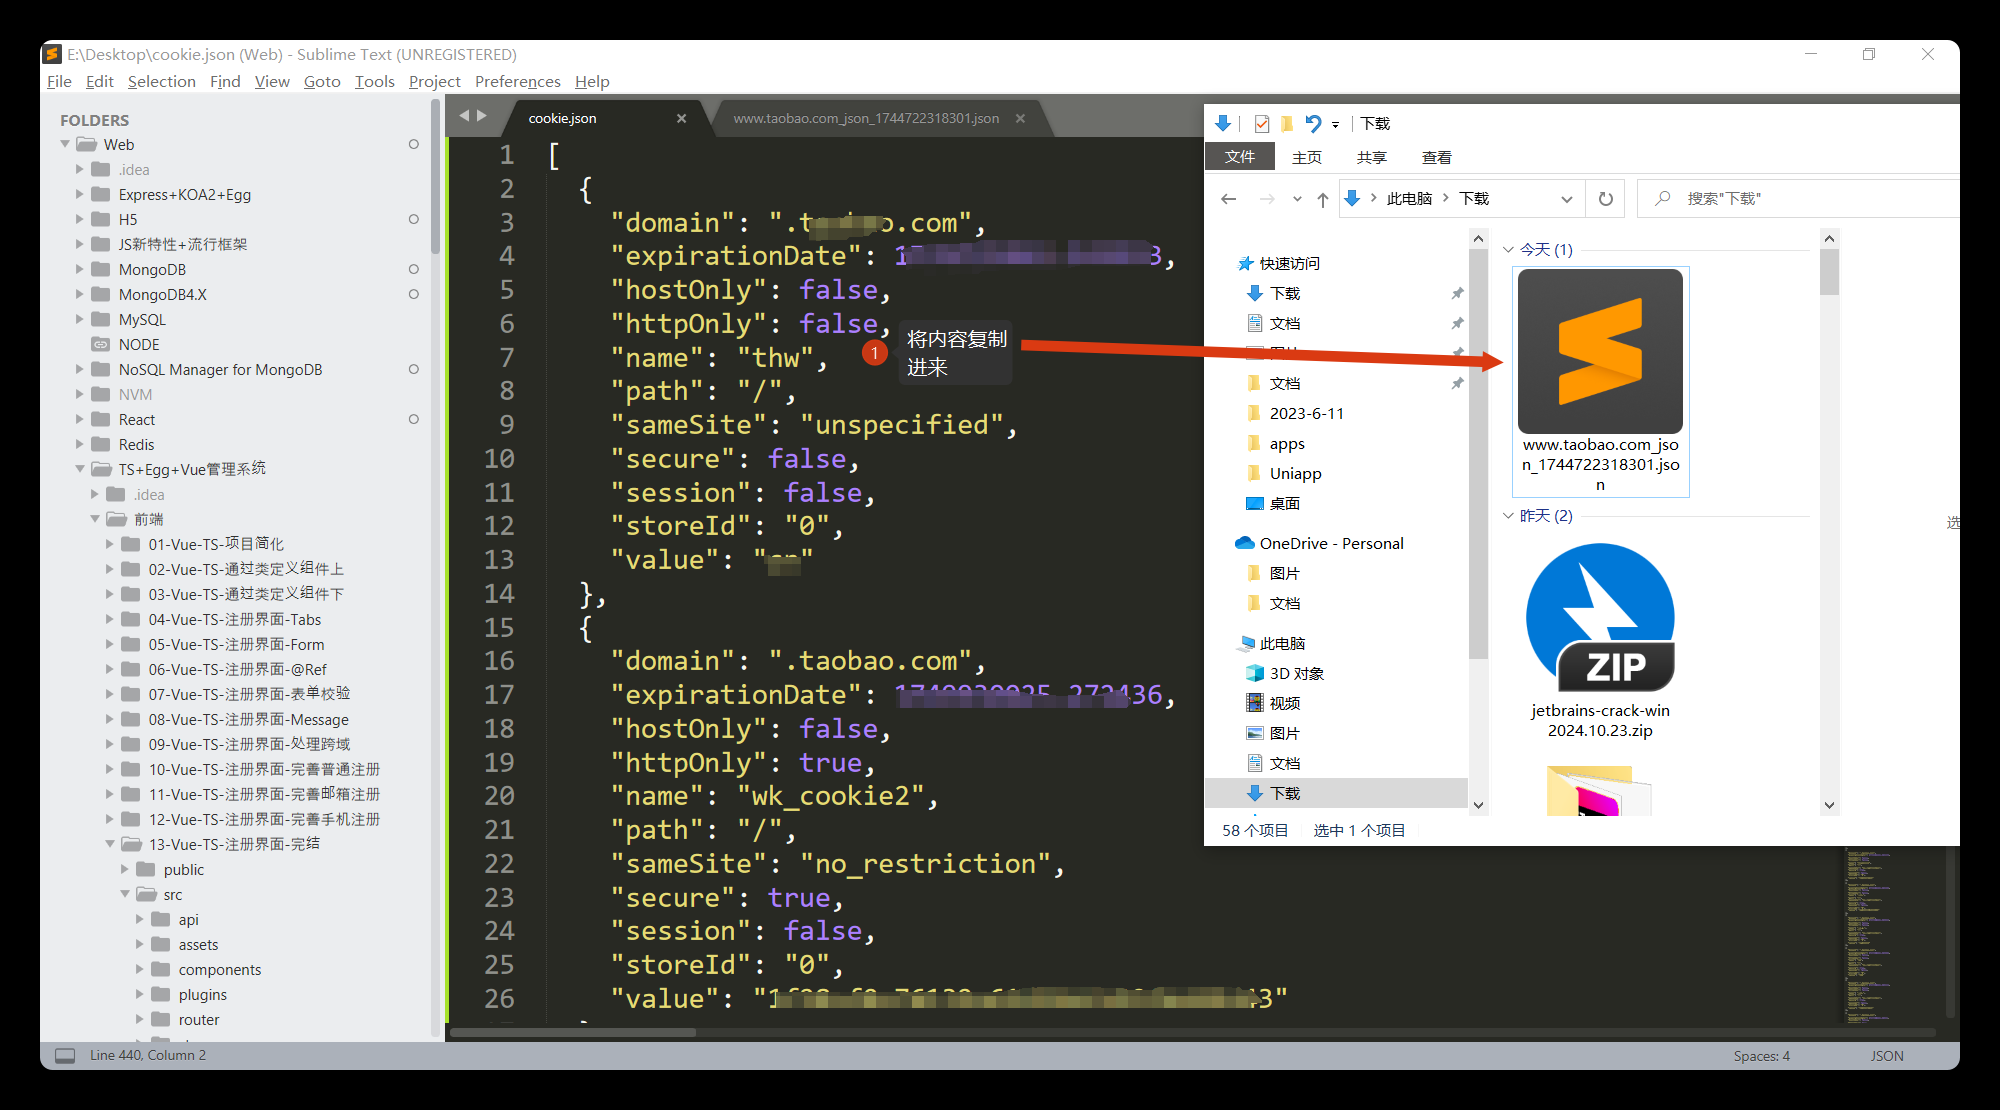 E:\Desktop\cookie.json (Web) - Sublime Text (UNREGISTERED)
File Edit Selection Find View Goto Tools Project Preferences Help
FOLDERS
Web
.idea
Express+KOA2+Egg
H5
JS新特性+流行框架
MongoDB
MongoDB4.X
MySQL
NODE
NoSQL Manager for MongoDB
NVM
React
Redis
TS+Egg+Vue管理系统
.idea
前端
01-Vue-TS-项目简化
02-Vue-TS-通过类定义组件上
03-Vue-TS-通过类定义组件下
04-Vue-TS-注册界面-Tabs
05-Vue-TS-注册界面-Form
06-Vue-TS-注册界面-@Ref
07-Vue-TS-注册界面-表单校验
08-Vue-TS-注册界面-Message
09-Vue-TS-注册界面-处理跨域
10-Vue-TS-注册界面-完善普通注册
11-Vue-TS-注册界面-完善邮箱注册
12-Vue-TS-注册界面-完善手机注册
13-Vue-TS-注册界面-完结
public
src
api
assets
components
plugins
router
cookie.json
www.taobao.com_json_1744722318301.json
1 [
2 {
3 "domain": ".com",
4 "expirationDate": ,
5 "hostOnly": false,
6 "httpOnly": false,
7 "name": "thw",
8 "path": "/",
9 "sameSite": "unspecified",
10 "secure": false,
11 "session": false,
12 "storeId": "0",
13 "value": "
14 },
15 {
16 "domain": ".taobao.com",
17 "expirationDate": ,
18 "hostOnly": false,
19 "httpOnly": true,
20 "name": "wk_cookie2",
21 "path": "/",
22 "sameSite": "no_restriction",
23 "secure": true,
24 "session": false,
25 "storeId": "0",
26 "value": "
1
将内容复制
进来
下载
文件 主页 共享 查看
此电脑 下载
搜索"下载"
快速访问
下载
文档
文档
2023-6-11
apps
Uniapp
桌面
OneDrive - Personal
图片
文档
此电脑
3D 对象
视频
图片
文档
下载
今天 (1)
www.taobao.com_jso
n_1744722318301.jso
n
昨天 (2)
ZIP
jetbrains-crack-win
2024.10.23.zip
58 个项目 选中 1 个项目
Line 440, Column 2
Spaces: 4
JSON